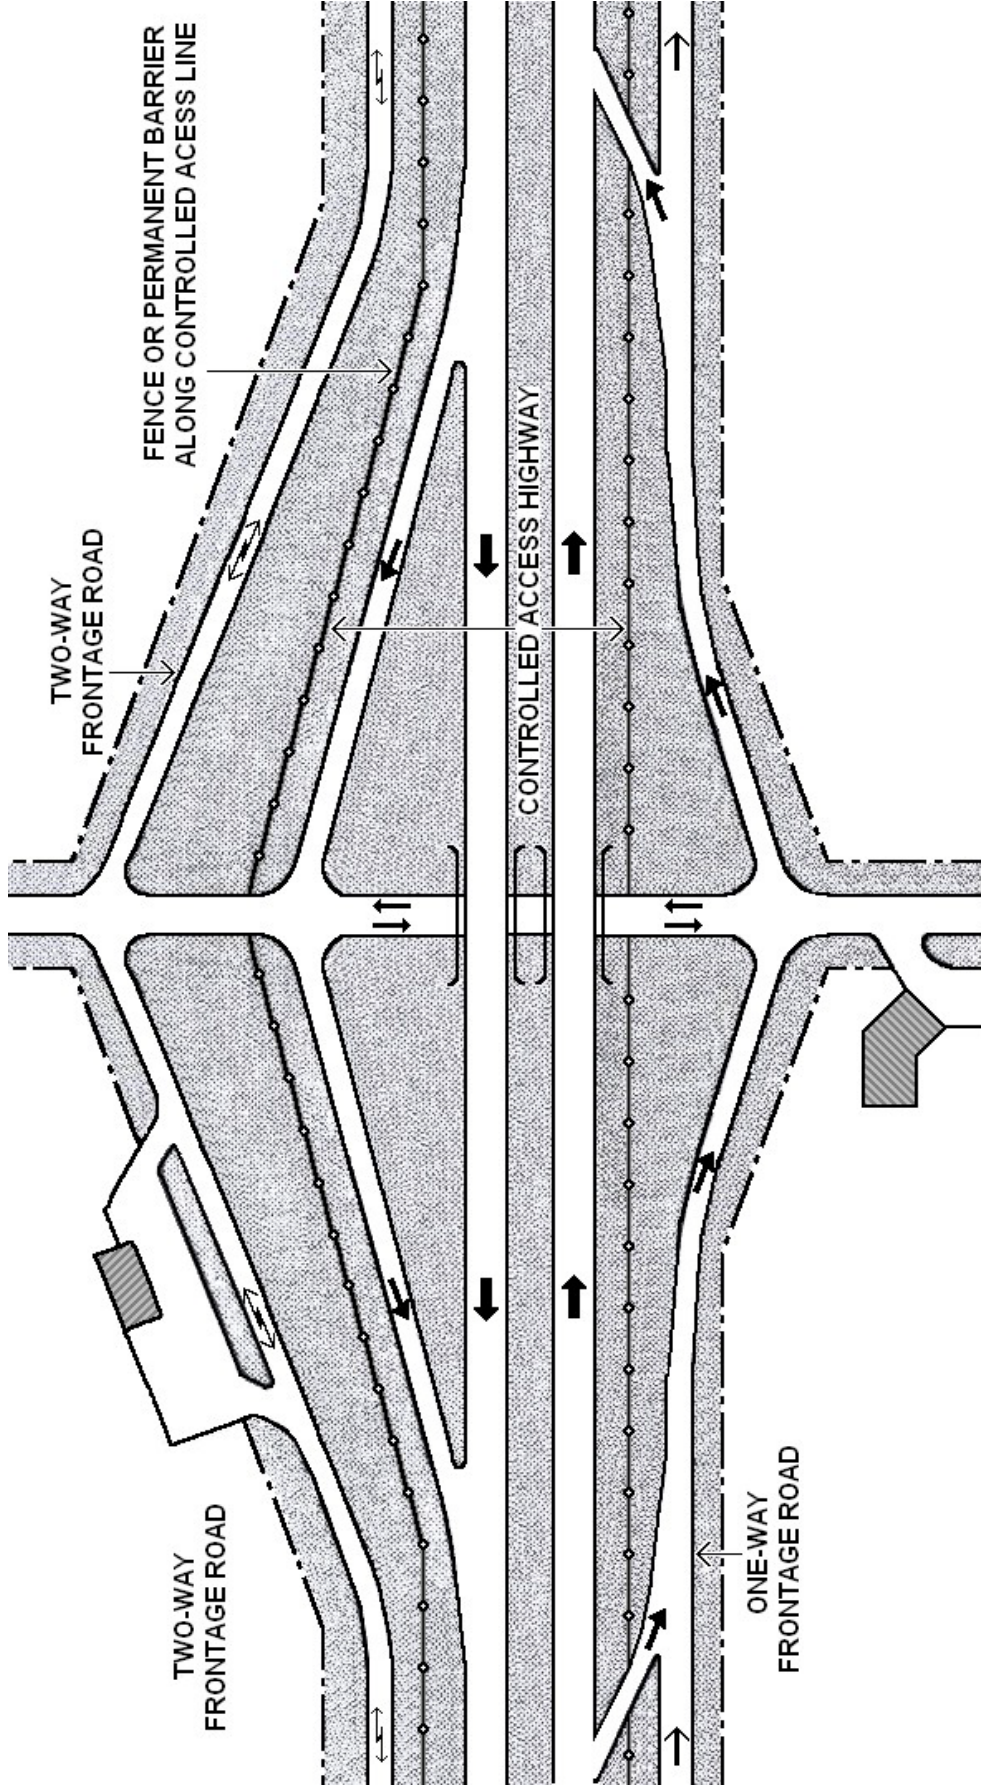 FENCE OR PERMANENT BARRIER
ALONG CONTROLLED ACESS LINE
TWO-WAY
FRONTAGE ROAD
CONTROLLED ACCESS HIGHWAY
TWO-WAY
FRONTAGE ROAD
ONE-WAY
FRONTAGE ROAD